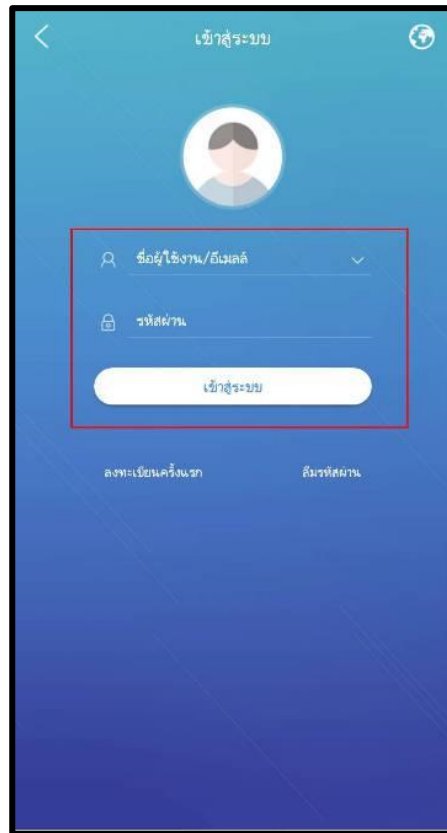 เข้าสู่ระบบ
ชื่อผู้ใช้งาน/อีเมลล์
รหัสผ่าน
เข้าสู่ระบบ
ลงทะเบียนครั้งแรก ลืมรหัสผ่าน